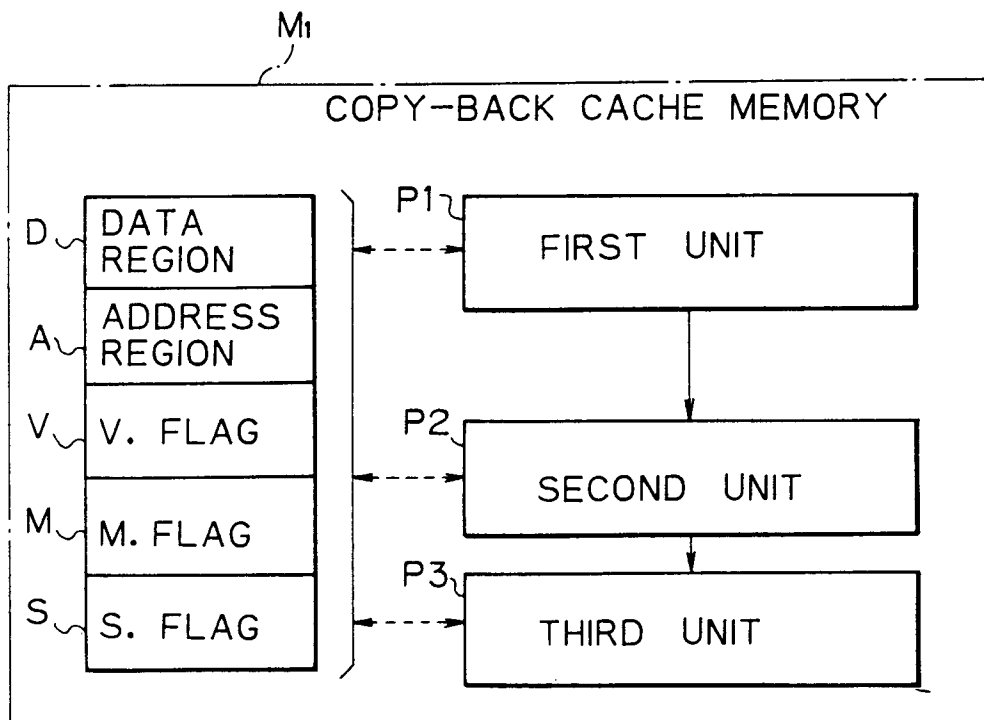 M1
COPY-BACK CACHE MEMORY
D
DATA
REGION
A
ADDRESS
REGION
V
V. FLAG
M
M. FLAG
S
S. FLAG
P1
FIRST UNIT
P2
SECOND UNIT
P3
THIRD UNIT